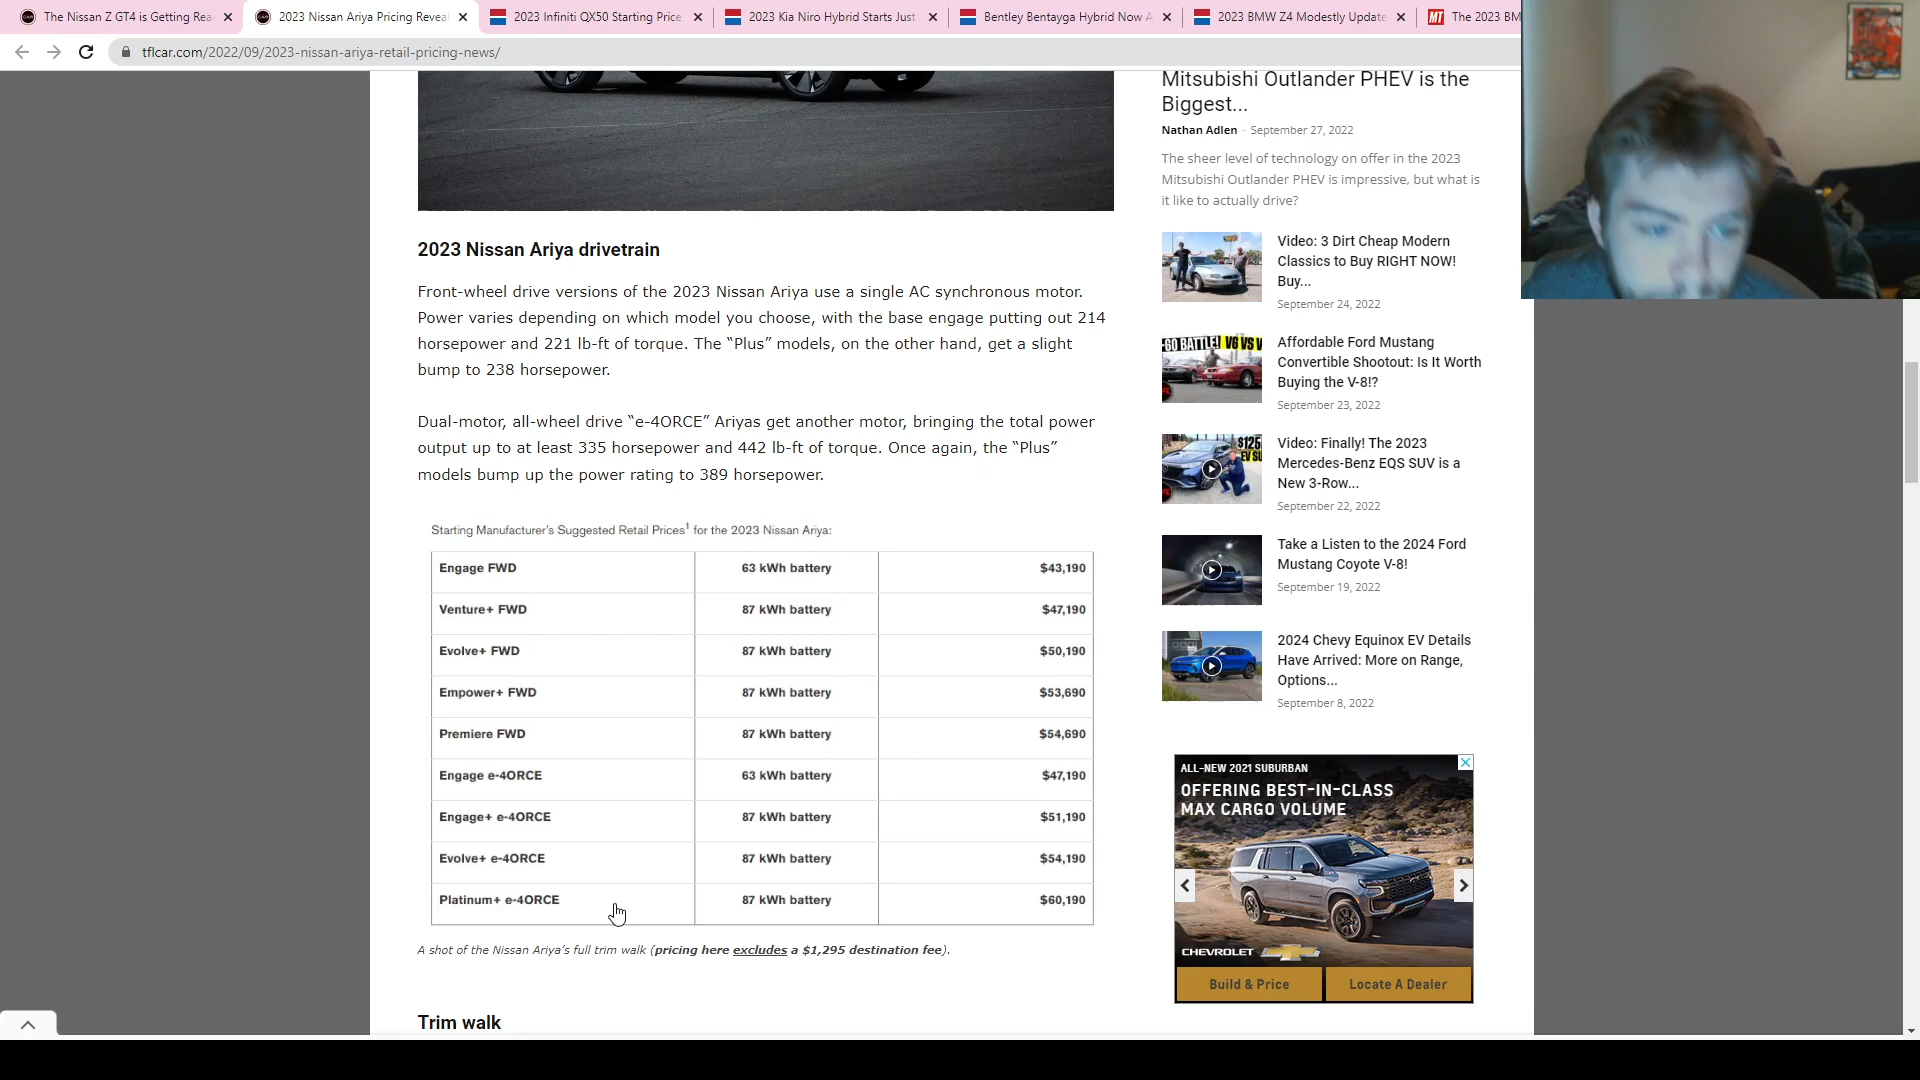 The Nissan Z GT4 is Getting Rea
2023 Nissan Ariya Pricing Reveal
2023 Infiniti QX50 Starting Price
2023 Kia Niro Hybrid Starts Just
Bentley Bentayga Hybrid Now A
2023 BMW Z4 Modestly Update
MT The 2023 BM
tflcar.com/2022/09/2023-nissan-ariya-retail-pricing-news/
2023 Nissan Ariya drivetrain
Front-wheel drive versions of the 2023 Nissan Ariya use a single AC synchronous motor.
Power varies depending on which model you choose, with the base engage putting out 214
horsepower and 221 lb-ft of torque. The “Plus” models, on the other hand, get a slight
bump to 238 horsepower.
Dual-motor, all-wheel drive “e-4ORCE” Ariyas get another motor, bringing the total power
output up to at least 335 horsepower and 442 lb-ft of torque. Once again, the “Plus”
models bump up the power rating to 389 horsepower.
Starting Manufacturer's Suggested Retail Prices1 for the 2023 Nissan Ariya:
Engage FWD 63 kWh battery $43,190
Venture+ FWD 87 kWh battery $47,190
Evolve+ FWD 87 kWh battery $50,190
Empower+ FWD 87 kWh battery $53,690
Premiere FWD 87 kWh battery $54,690
Engage e-4ORCE 63 kWh battery $47,190
Engage+ e-4ORCE 87 kWh battery $51,190
Evolve+ e-4ORCE 87 kWh battery $54,190
Platinum+ e-4ORCE 87 kWh battery $60,190
A shot of the Nissan Ariya’s full trim walk (pricing here excludes a $1,295 destination fee).
Trim walk
Mitsubishi Outlander PHEV is the
Biggest...
Nathan Adlen - September 27, 2022
The sheer level of technology on offer in the 2023
Mitsubishi Outlander PHEV is impressive, but what is
it like to actually drive?
Video: 3 Dirt Cheap Modern
Classics to Buy RIGHT NOW!
Buy...
September 24, 2022
GO BATTLE! V6 VS V
Affordable Ford Mustang
Convertible Shootout: Is It Worth
Buying the V-8!?
September 23, 2022
$125
EV SU
Video: Finally! The 2023
Mercedes-Benz EQS SUV is a
New 3-Row...
September 22, 2022
Take a Listen to the 2024 Ford
Mustang Coyote V-8!
September 19, 2022
2024 Chevy Equinox EV Details
Have Arrived: More on Range,
Options...
September 8, 2022
ALL-NEW 2021 SUBURBAN
OFFERING BEST-IN-CLASS
MAX CARGO VOLUME
CHEVROLET
Build & Price
Locate A Dealer